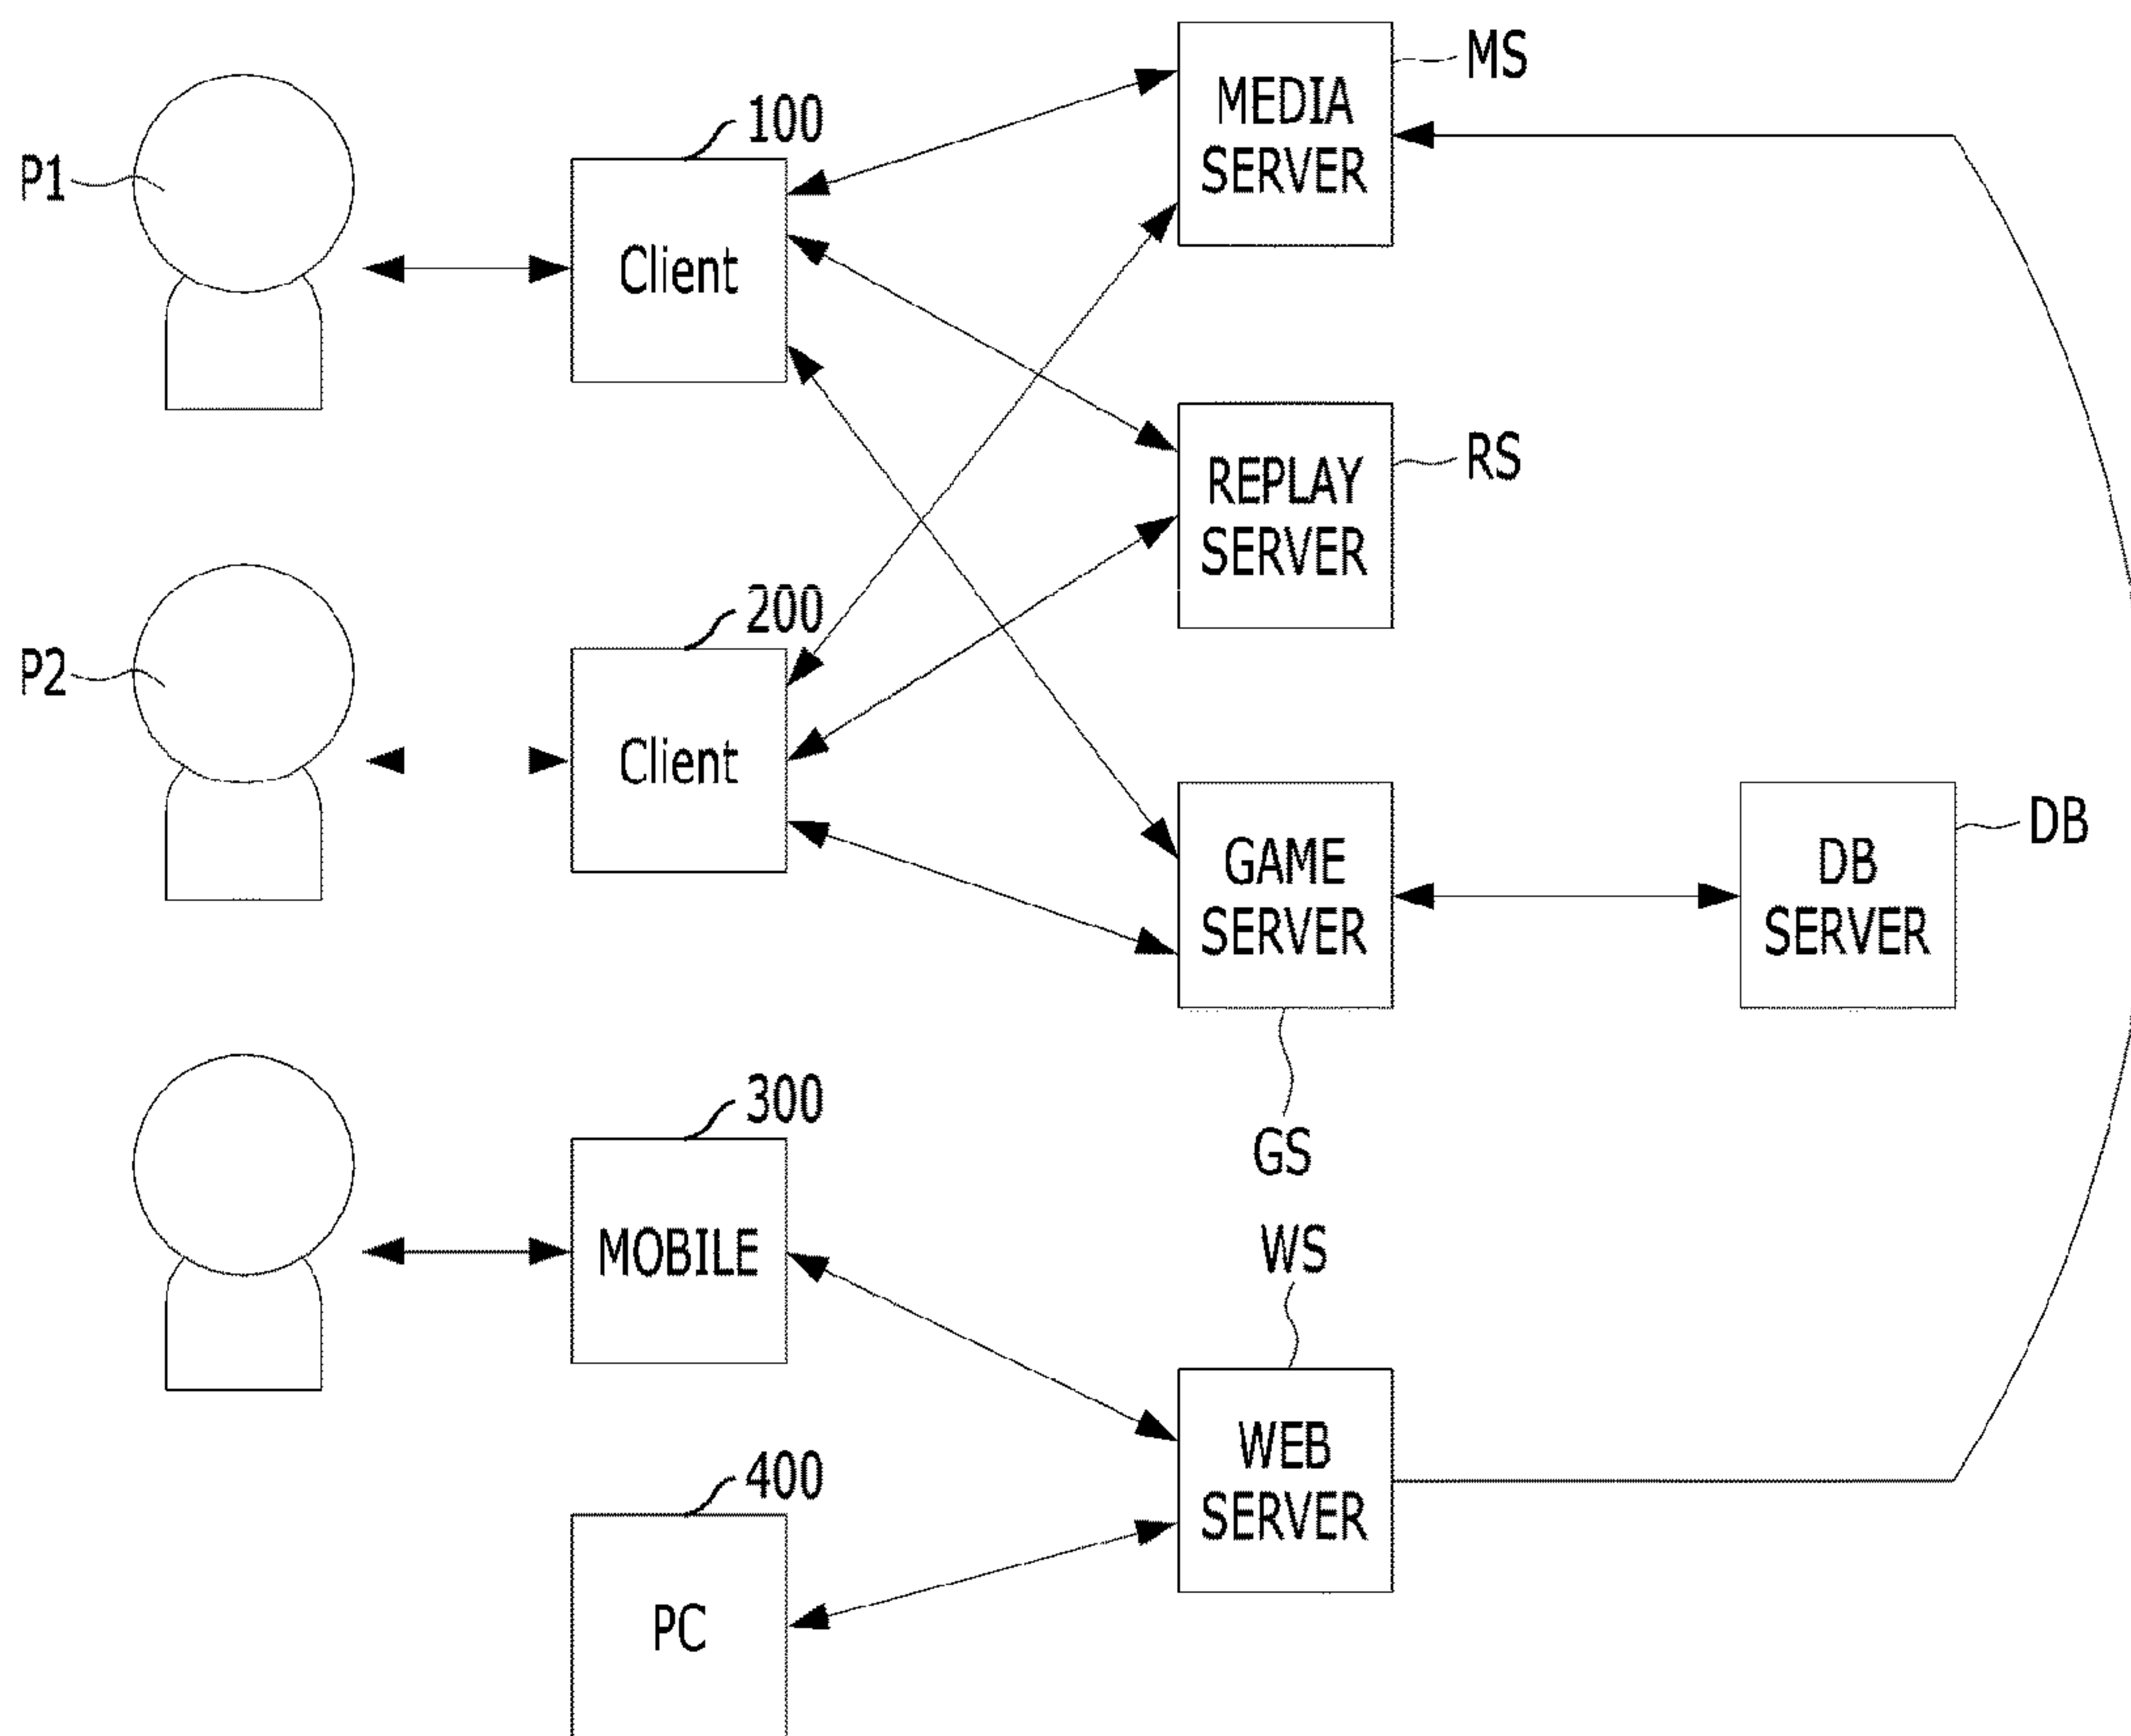 MS
MEDIA
SERVER
100
P1
Client
RS
REPLAY
SERVER
200
P2
Client
DB
GAME
SERVER
DB
SERVER
300
GS
MOBILE
WS
WEB
SERVER
400
PC